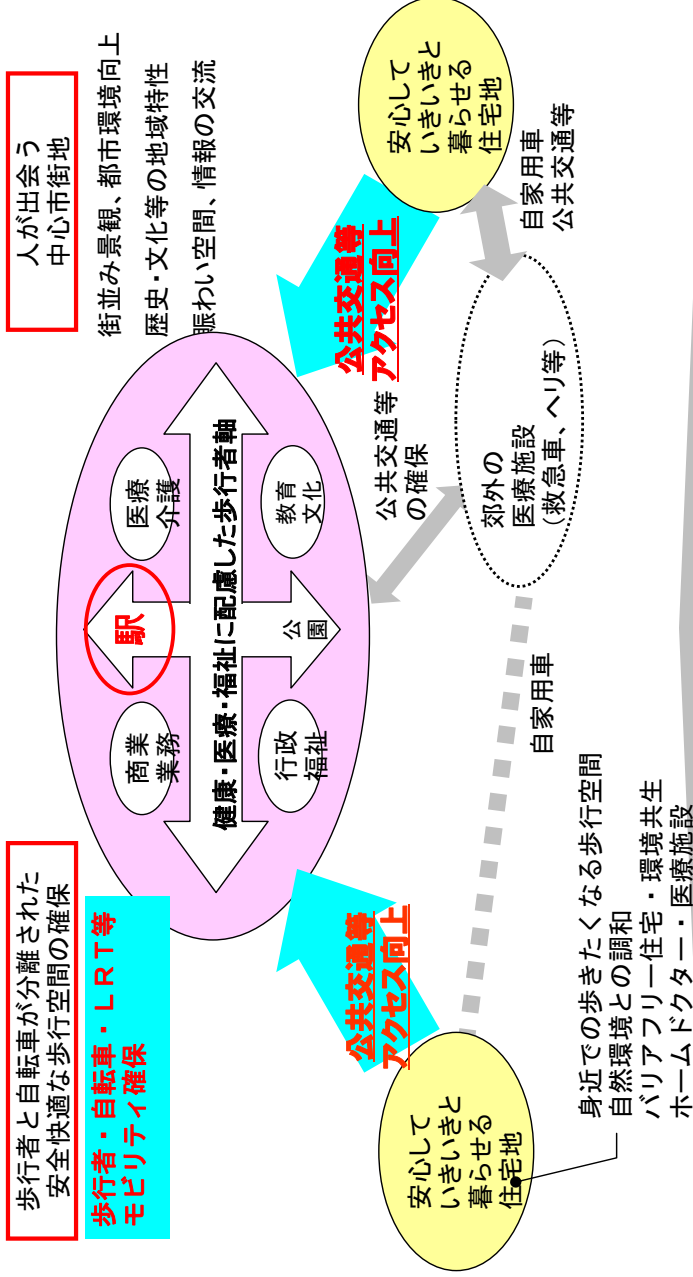 歩行者と自転車が分離された
安全快適な歩行空間の確保
歩行者・自転車・LRT等
モビリティ確保
人が出会う
中心市街地
街並み景観、都市環境向上
歴史・文化等の地域特性
賑わい空間、情報の交流
駅
商業
業務
医療
介護
健康・医療・福祉に配慮した歩行者軸
行政
福祉
公園
教育
文化
公共交通等
アクセス向上
公共交通等
アクセス向上
安心して
いきいきと
暮らせる
住宅地
安心して
いきいきと
暮らせる
住宅地
公共交通等
の確保
自家用車
公共交通等
郊外の
医療施設
(救急車、ヘリ等)
自家用車
身近での歩きたくなる歩行空間
自然環境との調和
バリアフリー住宅・環境共生
ホームドクター・医療施設